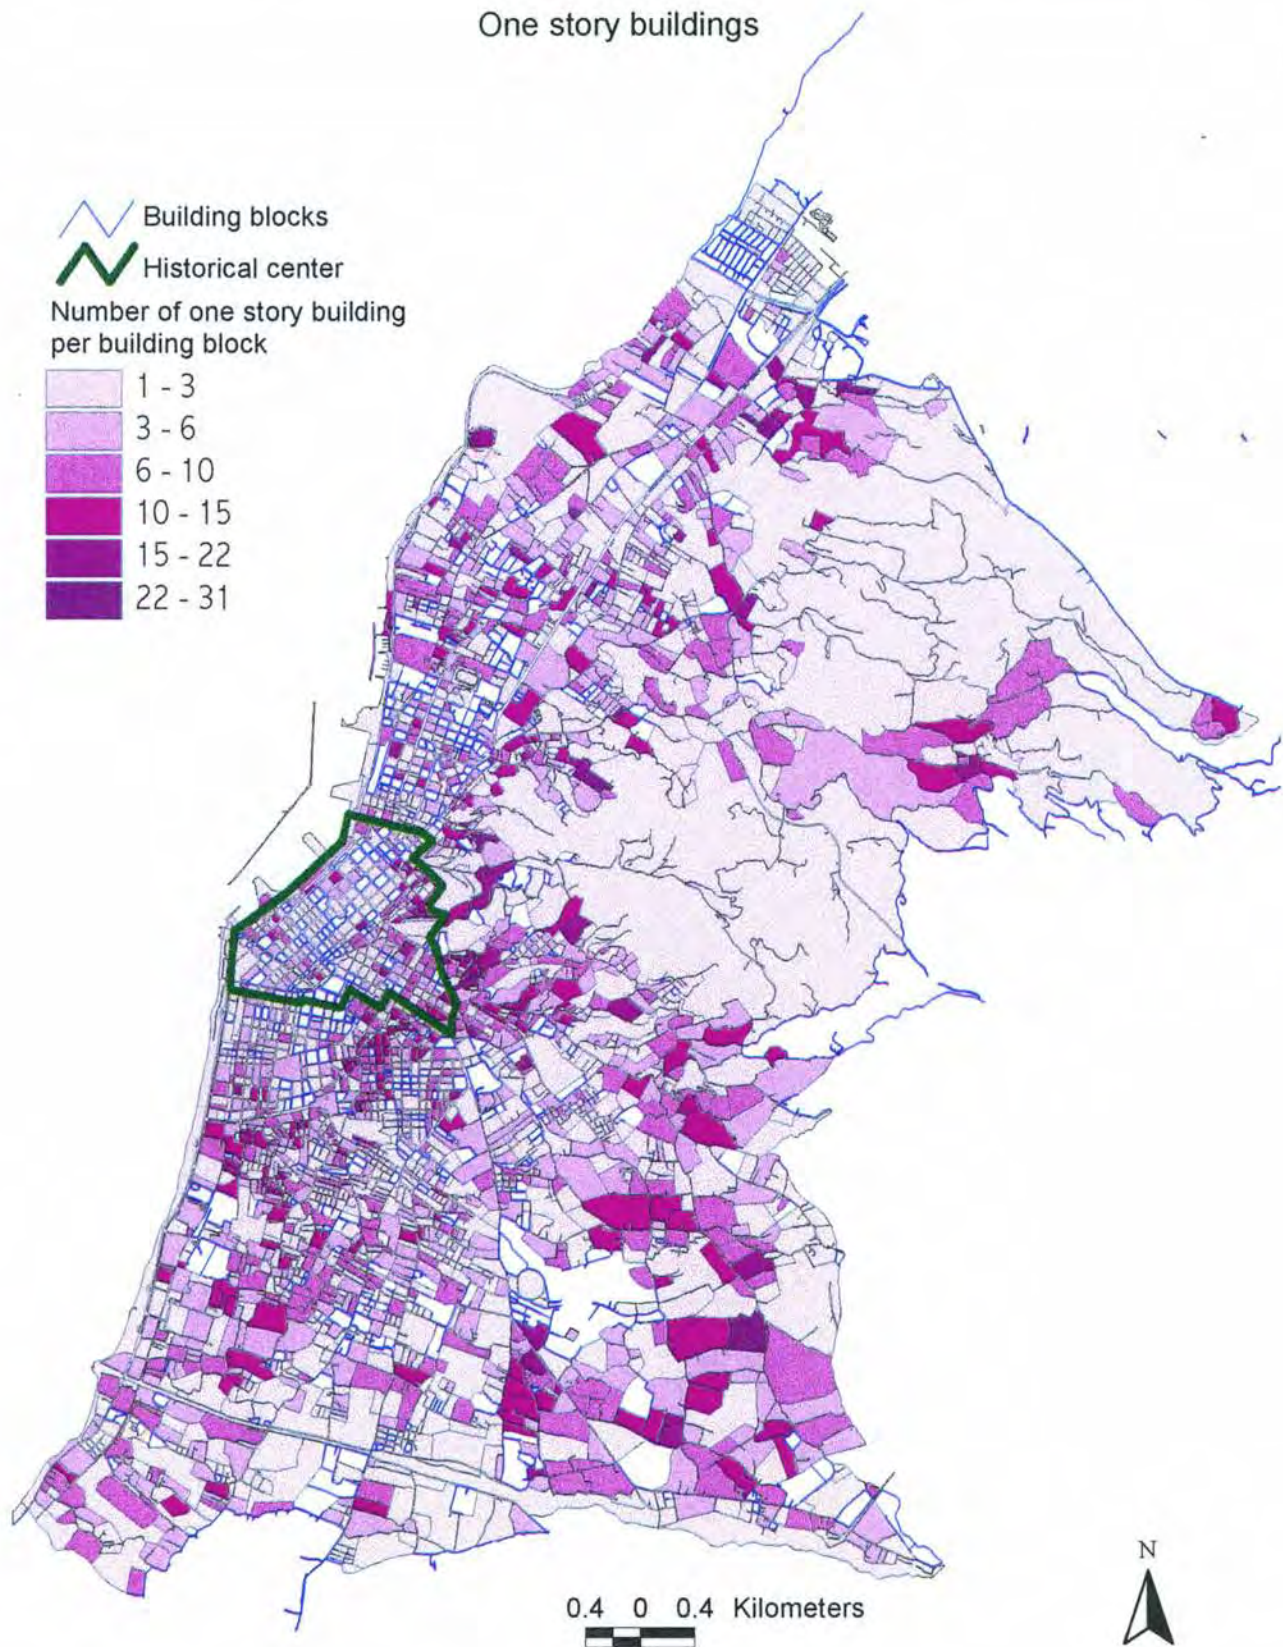 One story buildings
Building blocks
Historical center
Number of one story building
per building block
1 - 3
3 - 6
6 - 10
10 - 15
15 - 22
22 - 31
0.4 0 0.4 Kilometers
N